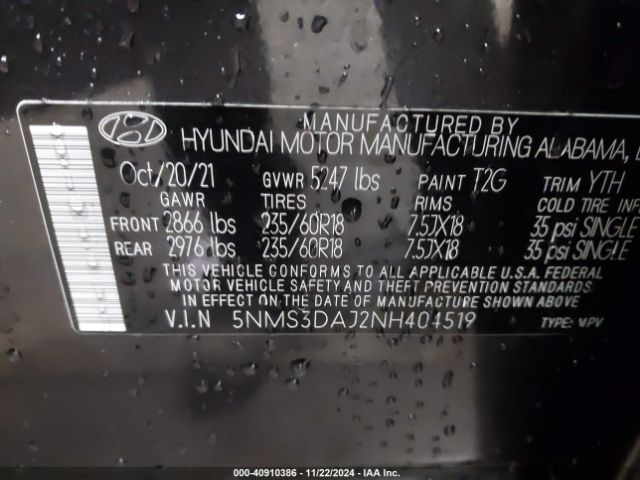 MANUFACTURED BY
HYUNDAI MOTOR MANUFACTURING ALABAMA,
Oct/20/21 GVWR 5247 lbs PAINT T2G TRIM YTH
GAWR TIRES RIMS COLD TIRE INF
FRONT 2866 lbs 235/60R18 7.5JX18 35 psi SINGLE
REAR 2976 lbs 235/60R18 7.5JX18 35 psi SINGLE
THIS VEHICLE CONFORMS TO ALL APPLICABLE U.S.A. FEDERAL
MOTOR VEHICLE SAFETY AND THEFT PREVENTION STANDARDS
IN EFFECT ON THE DATE OF MANUFACTURE SHOWN ABOVE.
V.I.N 5NMS3DAJ2NH404519 TYPE: MPV
000-40910386 - 11/22/2024 - IAA Inc.